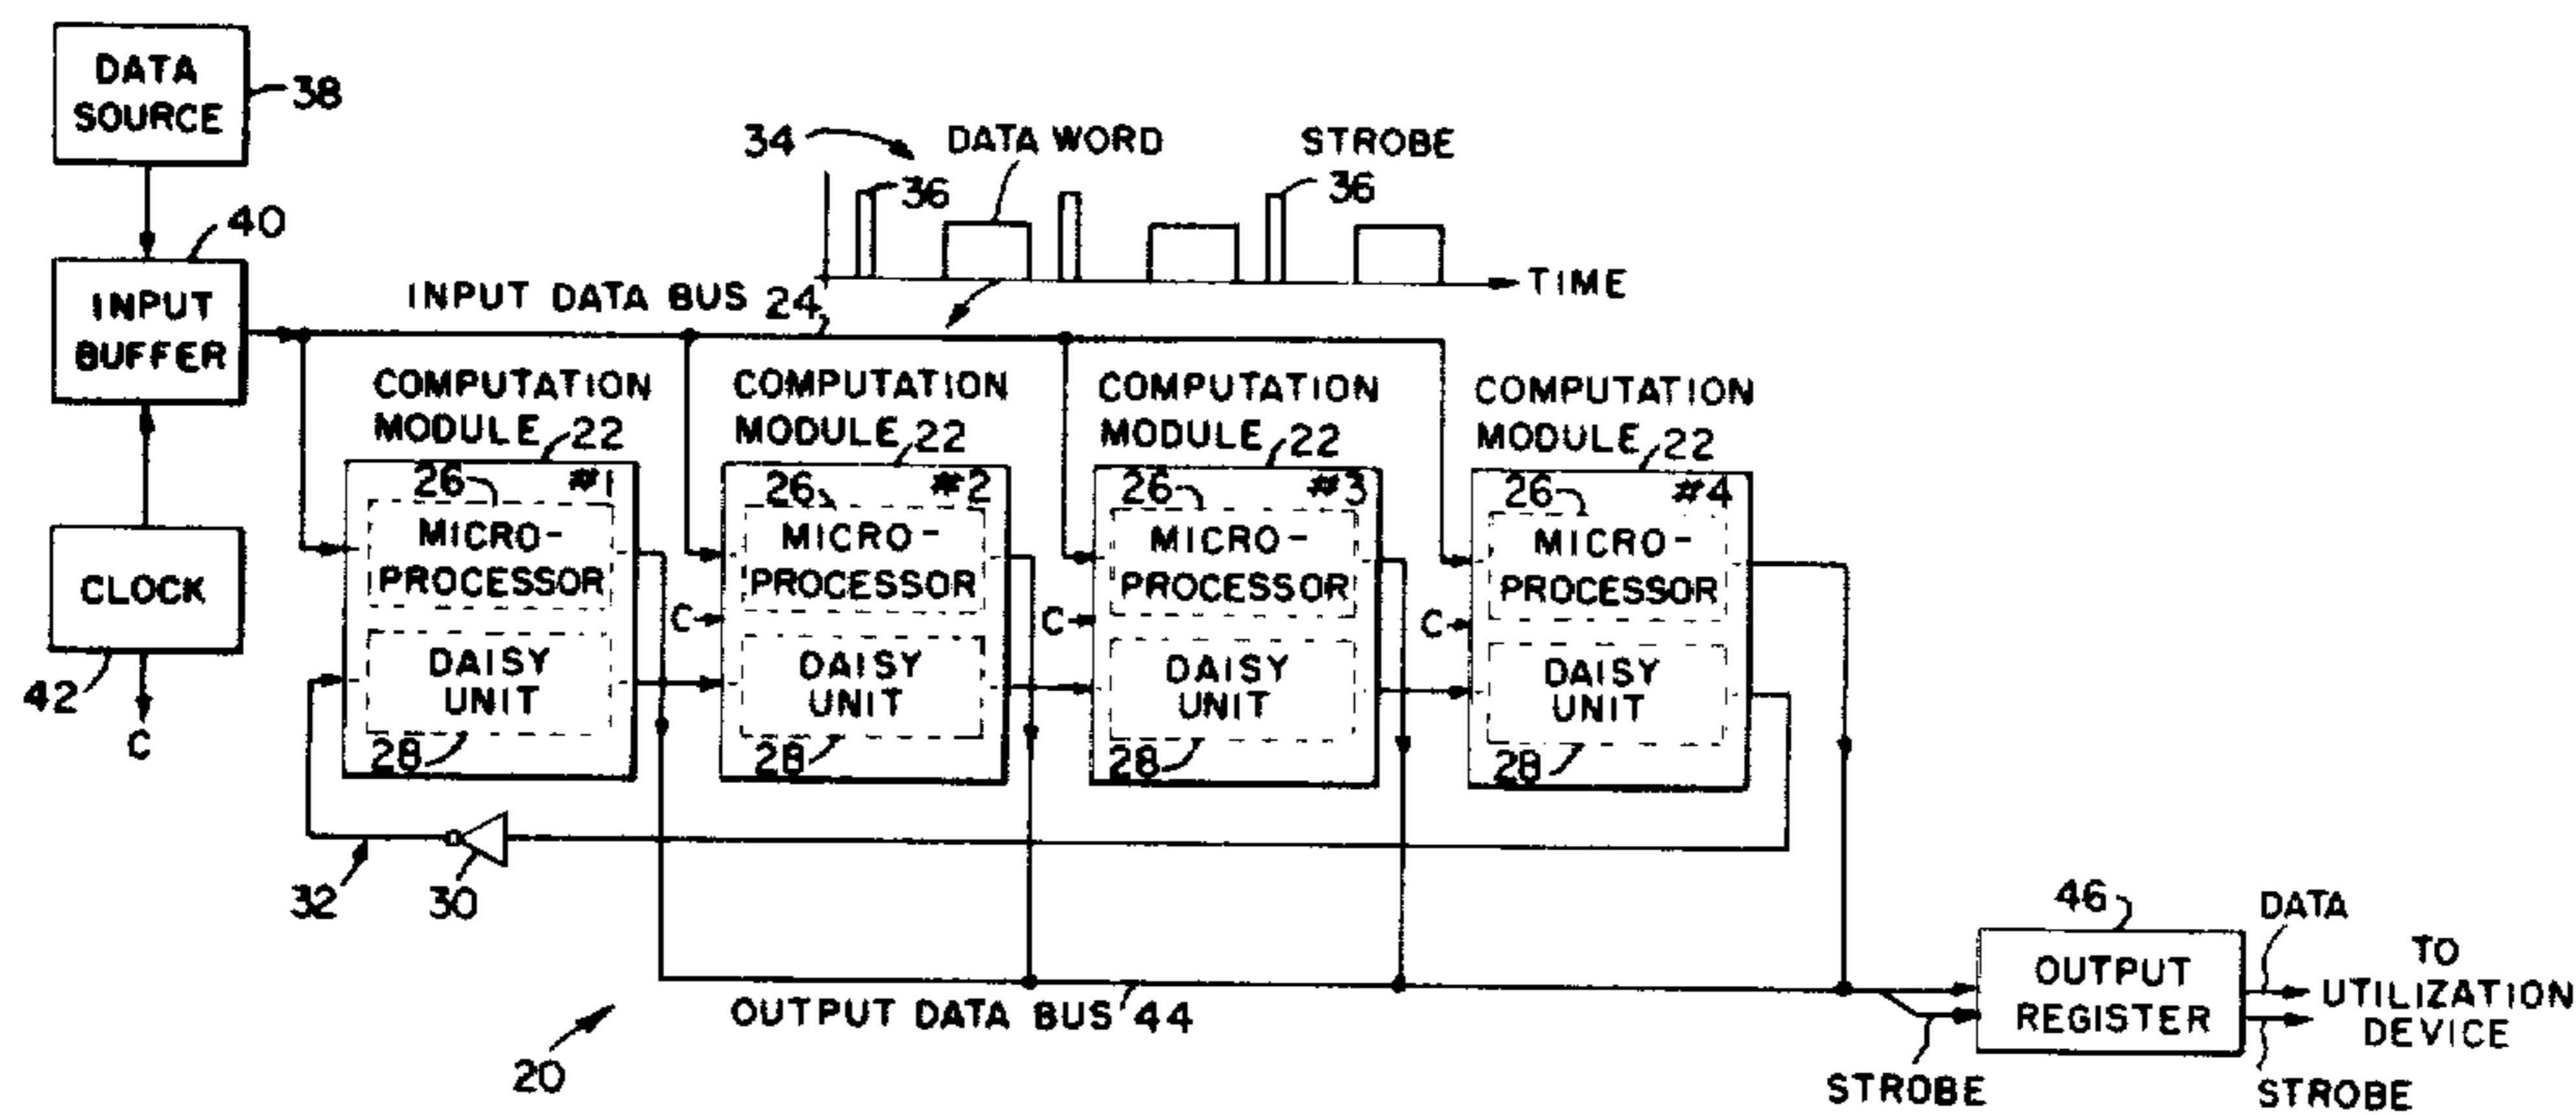 DATA
SOURCE
38
40
INPUT
BUFFER
CLOCK
42
C
34
DATA WORD
STROBE
36
36
TIME
INPUT DATA BUS 24
COMPUTATION
MODULE 22
#1
26
MICRO-
PROCESSOR
DAISY
UNIT
28
COMPUTATION
MODULE 22
#2
26
MICRO-
PROCESSOR
C
DAISY
UNIT
28
COMPUTATION
MODULE 22
#3
26
MICRO-
PROCESSOR
C
DAISY
UNIT
28
COMPUTATION
MODULE 22
#4
26
MICRO-
PROCESSOR
C
DAISY
UNIT
28
32
30
OUTPUT DATA BUS 44
20
46
OUTPUT
REGISTER
STROBE
DATA
TO
UTILIZATION
DEVICE
STROBE